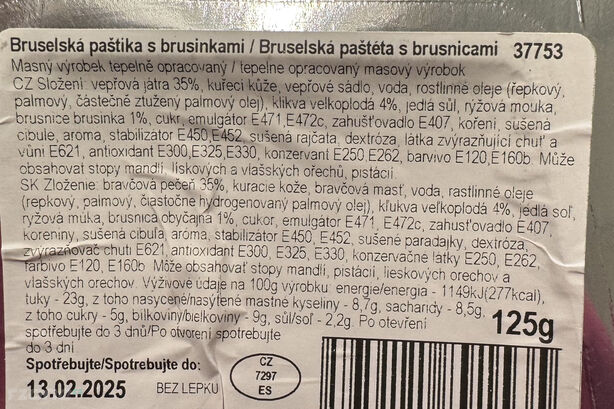 Bruselská paštika s brusinkami / Bruselská paštéta s brusnicami 37753
Masný výrobek tepelně opracovaný / tepelne opracovaný masový výrobok
CZ Složení: vepřová játra 35%, kuřecí kůže, vepřové sádlo, voda, rostlinné oleje (řepkový,
palmový, částečně ztužený palmový olej), klikva velkoplodá 4%, jedlá sůl, rýžová mouka,
brusnice brusinka 1%, cukr, emulgátor E471,E472c, zahušťovadlo E407, koření, sušená
cibule, aroma, stabilizátor E450,E452, sušená rajčata, dextróza, látka zvýrazňující chuť a
vůni E621, antioxidant E300,E325,E330, konzervant E250,E262, barvivo E120,E160b. Může
obsahovat stopy mandlí, lískových a vlašských ořechů, pistácií.
SK Zloženie: bravčová pečeň 35%, kuracie kože, bravčová masť, voda, rastlinné oleje
(repkový, palmový, čiastočne hydrogenovaný palmový olej), kľukva veľkoplodá 4%, jedlá soľ,
ryžová múka, brusnica obyčajná 1%, cukor, emulgátor E471, E472c, zahusťovadlo E407,
koreniny, sušená cibuľa, aróma, stabilizátor E450, E452, sušené paradajky, dextróza,
zvýrazňovač chuti E621, antioxidant E300, E325, E330, konzervačné látky E250, E262,
farbivo E120, E160b. Môže obsahovať stopy mandlí, pistácií, lieskových orechov a
vlašských orechov. Výživové údaje na 100g výrobku: energie/energia - 1149kJ(277kcal),
tuky - 23g, z toho nasycené/nasýtené mastné kyseliny - 8,7g, sacharidy - 8,5g,
z toho cukry - 5g, bílkoviny/bielkoviny - 9g, sůl/soľ - 2,2g. Po otevření
spotřebujte do 3 dnů/Po otvorení spotrebujte
do 3 dní
125g
Spotřebujte/Spotrebujte do:
13.02.2025 BEZ LEPKU
CZ
7297
ES